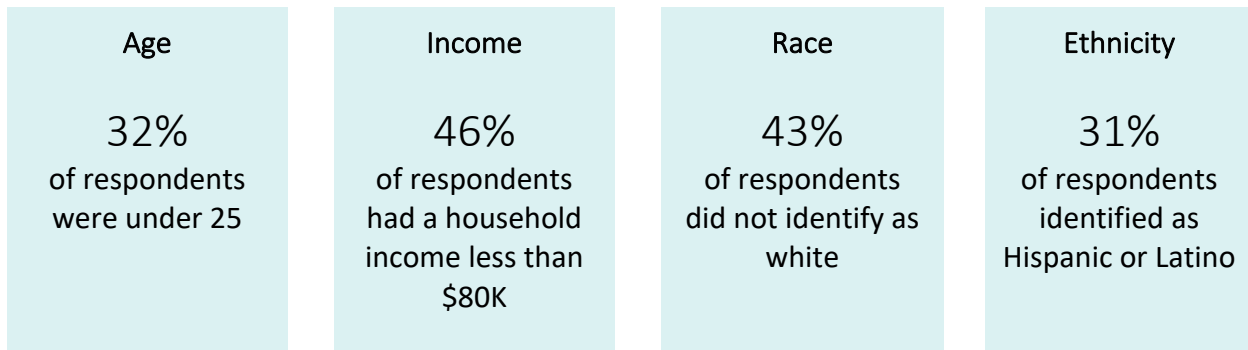 Age
32%
of respondents
were under 25
Income
46%
of respondents
had a household
income less than
$80K
Race
43%
of respondents
did not identify as
white
Ethnicity
31%
of respondents
identified as
Hispanic or Latino